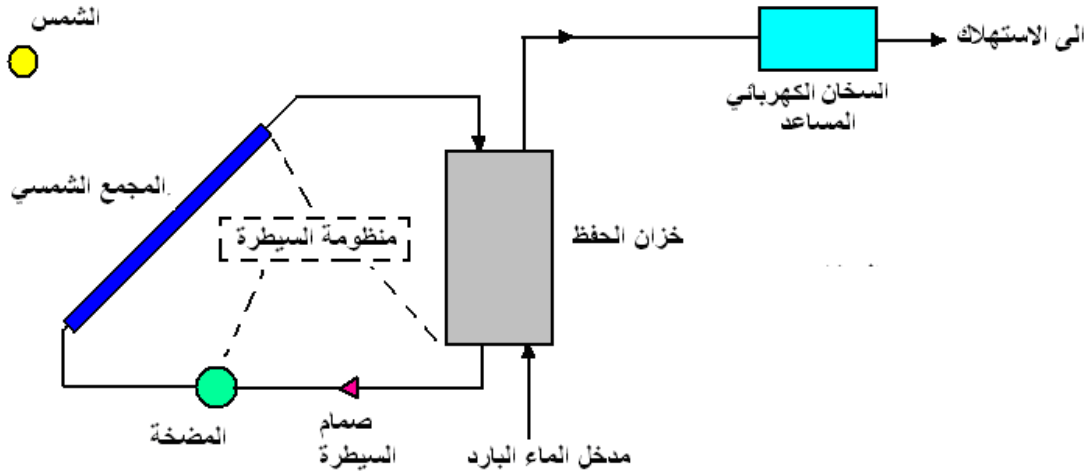 الشمس
الى الاستهلاك
السخان الكهربائي
المساعد
المجمع الشمسي
منظومة السيطرة
خزان الحفظ
صمام
السيطرة
المضخة
مدخل الماء البارد